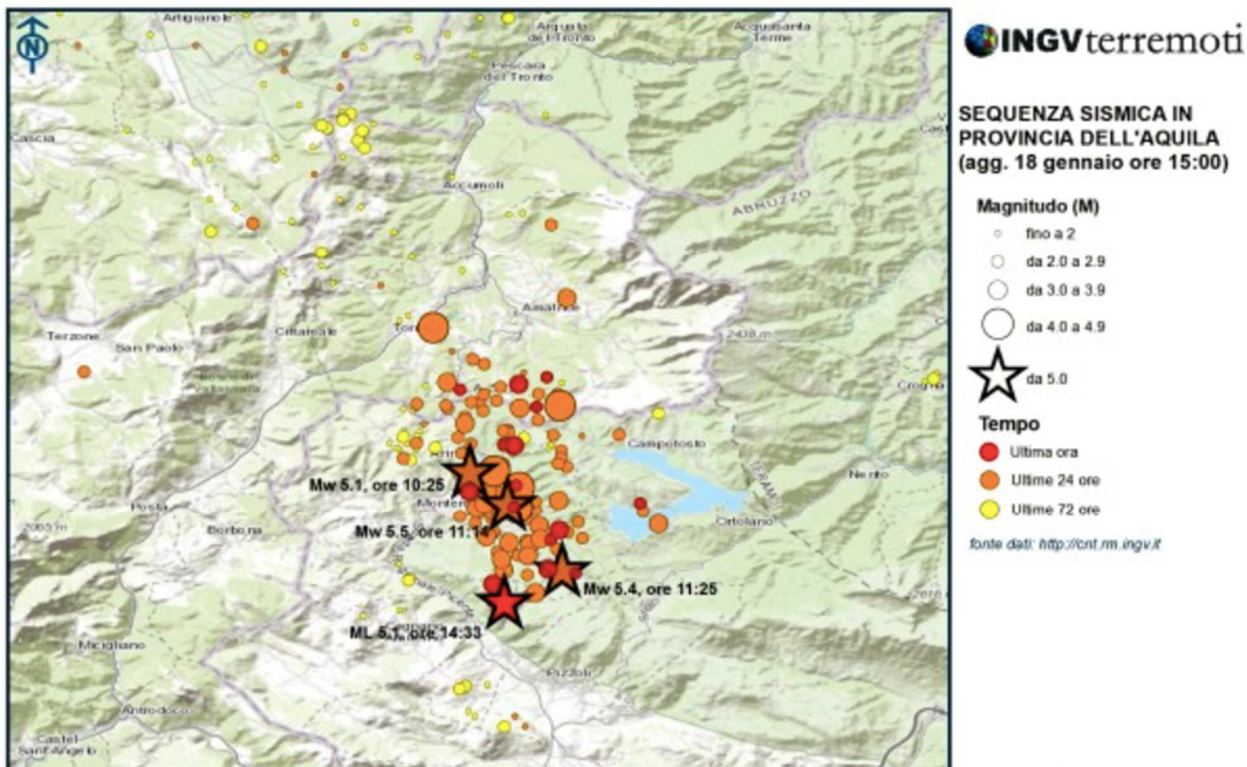 Artignole
Arquata
del Tronto
Acquasanta
Terme
N
Pescara
del Tronto
Cascia
Accumoli
ABRUZZO
Amatrice
Terzone
San Paolo
Cittareale
2408 m
Campotosto
Mw 5.1, ore 10:25
Nerito
Posta
Mw 5.5, ore 11:14
Ortolano
Borbona
TERAM
Mw 5.4, ore 11:25
ML 5.1, ore 14:33
Micigliano
Pizzoli
Antrodoco
Castel
Sant'Angelo
INGVterremoti
SEQUENZA SISMICA IN
PROVINCIA DELL'AQUILA
(agg. 18 gennaio ore 15:00)
Magnitudo (M)
fino a 2
da 2.0 a 2.9
da 3.0 a 3.9
da 4.0 a 4.9
da 5.0
Tempo
Ultima ora
Ultime 24 ore
Ultime 72 ore
fonte dati: http://cnt.rm.ingv.it